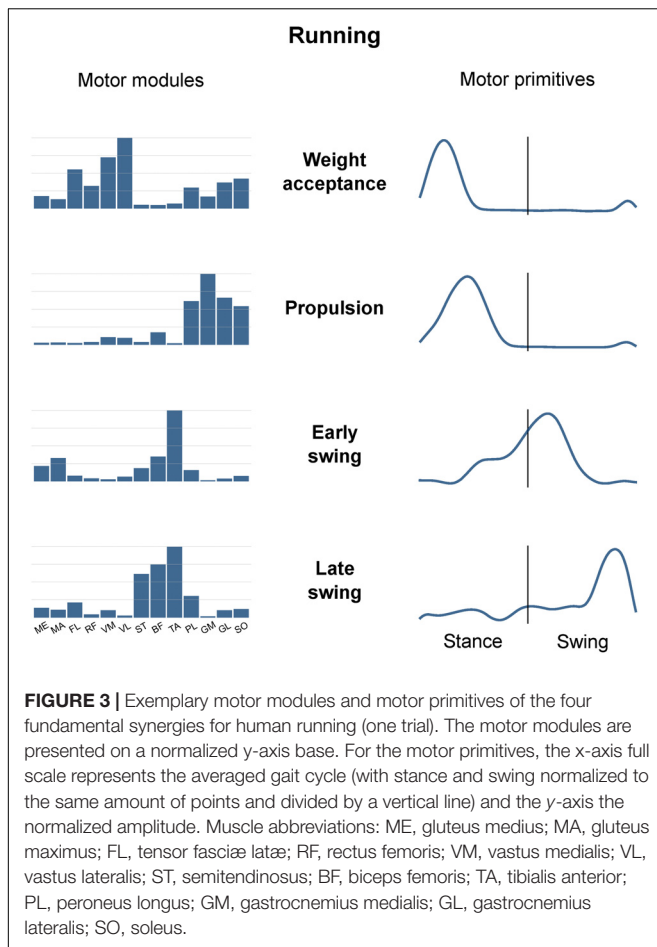 Running
Motor modules
Motor primitives
Weight
acceptance
Propulsion
Early
swing
Late
swing
ME MA FL RF VM VL ST BF TA PL GM GL SO
Stance
Swing
FIGURE 3 | Exemplary motor modules and motor primitives of the four
fundamental synergies for human running (one trial). The motor modules are
presented on a normalized y-axis base. For the motor primitives, the x-axis full
scale represents the averaged gait cycle (with stance and swing normalized to
the same amount of points and divided by a vertical line) and the y-axis the
normalized amplitude. Muscle abbreviations: ME, gluteus medius; MA, gluteus
maximus; FL, tensor fasciæ latæ; RF, rectus femoris; VM, vastus medialis; VL,
vastus lateralis; ST, semitendinosus; BF, biceps femoris; TA, tibialis anterior;
PL, peroneus longus; GM, gastrocnemius medialis; GL, gastrocnemius
lateralis; SO, soleus.